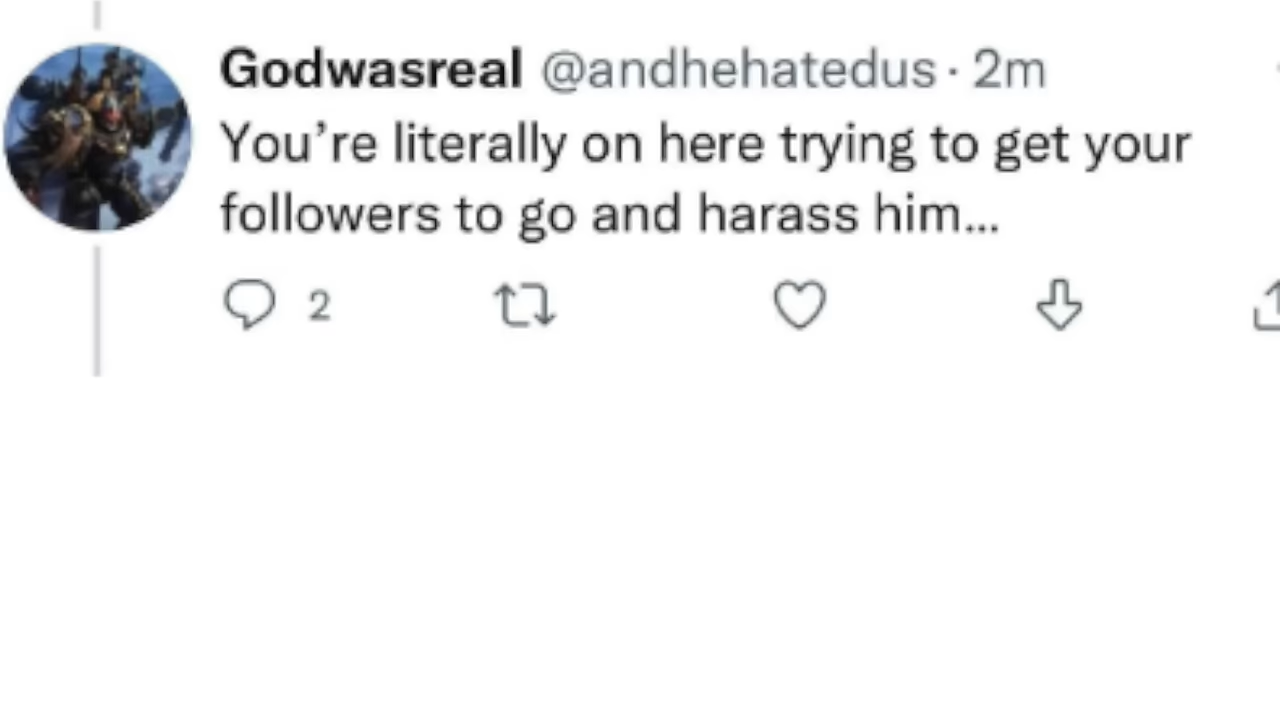 Godwasreal @andhehatedus · 2m
You’re literally on here trying to get your
followers to go and harass him...
2